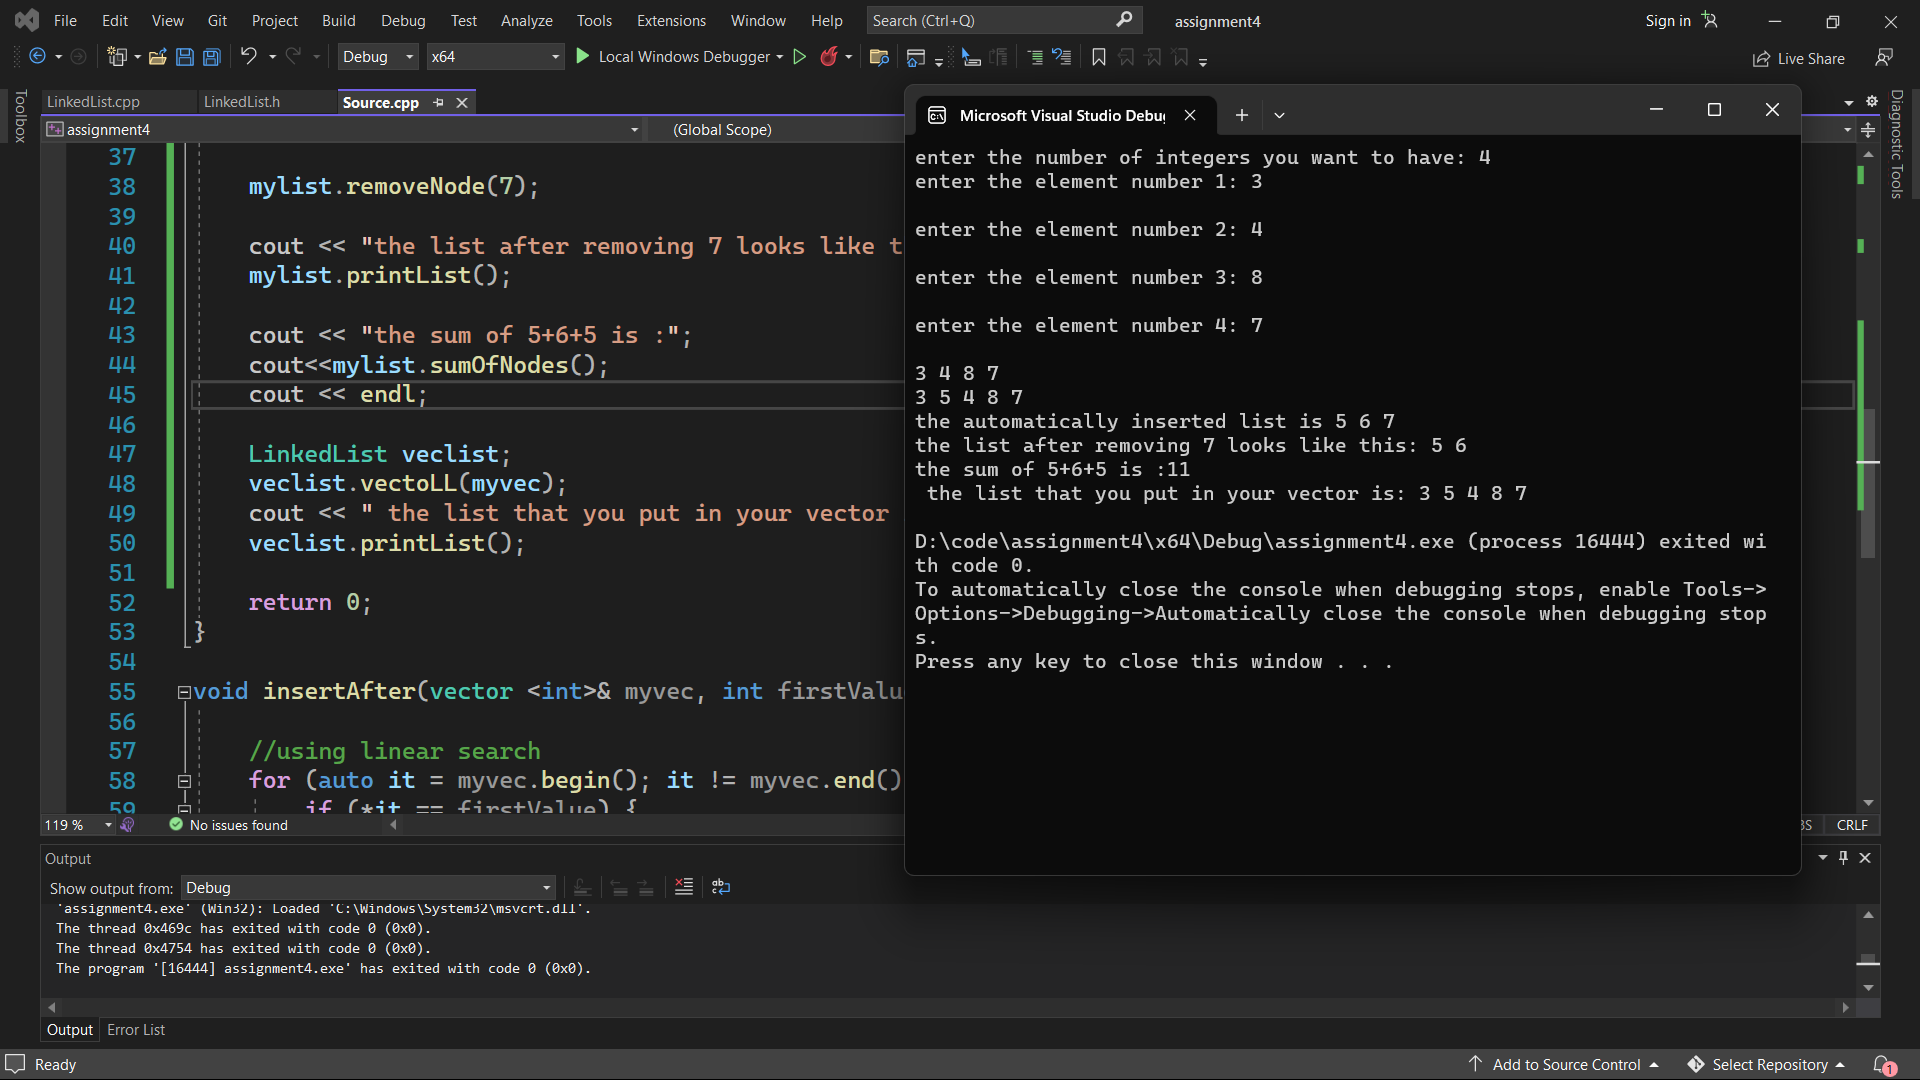 File Edit View Git Project Build Debug Test Analyze Tools Extensions Window Help Search (Ctrl+Q) assignment4 Sign in
Debug x64 Local Windows Debugger Live Share
Toolbox
LinkedList.cpp LinkedList.h Source.cpp
assignment4 (Global Scope)
37
38 mylist.removeNode(7);
39
40 cout << "the list after removing 7 looks like t
41 mylist.printList();
42
43 cout << "the sum of 5+6+5 is :";
44 cout<<mylist.sumOfNodes();
45 cout << endl;
46
47 LinkedList veclist;
48 veclist.vectoLL(myvec);
49 cout << " the list that you put in your vector
50 veclist.printList();
51
52 return 0;
53 }
54
55 void insertAfter(vector <int>& myvec, int firstValu
56
57 //using linear search
58 for (auto it = myvec.begin(); it != myvec.end()
59 if (*it == firstValue) {
119 % No issues found
BS CRLF
Microsoft Visual Studio Debu
enter the number of integers you want to have: 4
enter the element number 1: 3
enter the element number 2: 4
enter the element number 3: 8
enter the element number 4: 7
3 4 8 7
3 5 4 8 7
the automatically inserted list is 5 6 7
the list after removing 7 looks like this: 5 6
the sum of 5+6+5 is :11
the list that you put in your vector is: 3 5 4 8 7
D:\code\assignment4\x64\Debug\assignment4.exe (process 16444) exited wi
th code 0.
To automatically close the console when debugging stops, enable Tools->
Options->Debugging->Automatically close the console when debugging stop
s.
Press any key to close this window . . .
Diagnostic Tools
Output
Show output from: Debug
'assignment4.exe' (Win32): Loaded 'C:\Windows\System32\msvcrt.dll'.
The thread 0x469c has exited with code 0 (0x0).
The thread 0x4754 has exited with code 0 (0x0).
The program '[16444] assignment4.exe' has exited with code 0 (0x0).
Output Error List
Ready Add to Source Control Select Repository 1